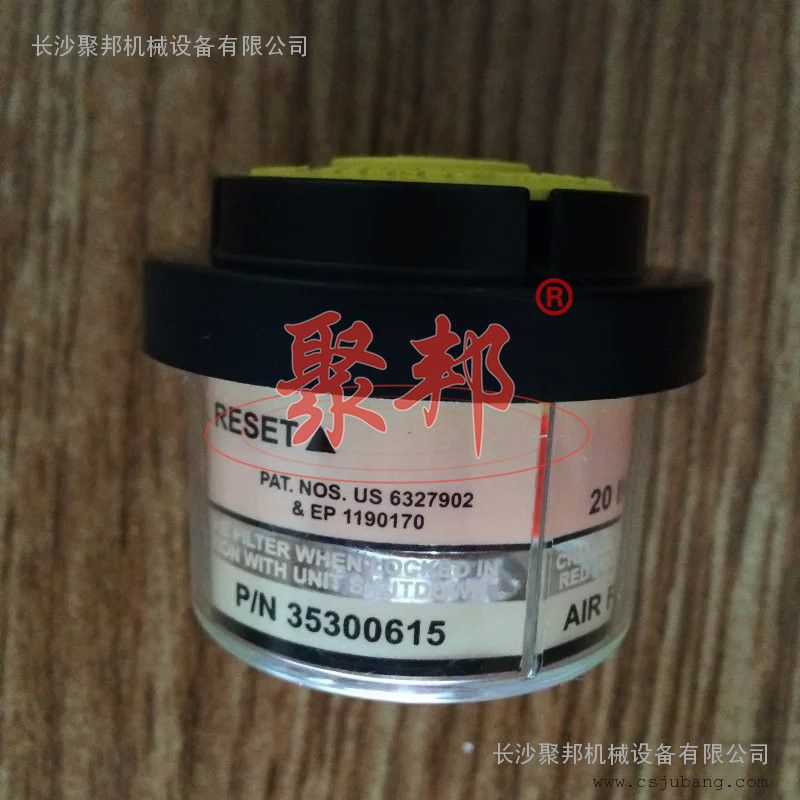 长沙聚邦机械设备有限公司
®
聚邦
RESET▲
PAT. NOS. US 6327902
& EP 1190170
20
FILTER WHEN LOCKED IN
WITH UNIT SHUTDOWN
RED
P/N 35300615
AIR
长沙聚邦机械设备有限公司
www.csjubang.com